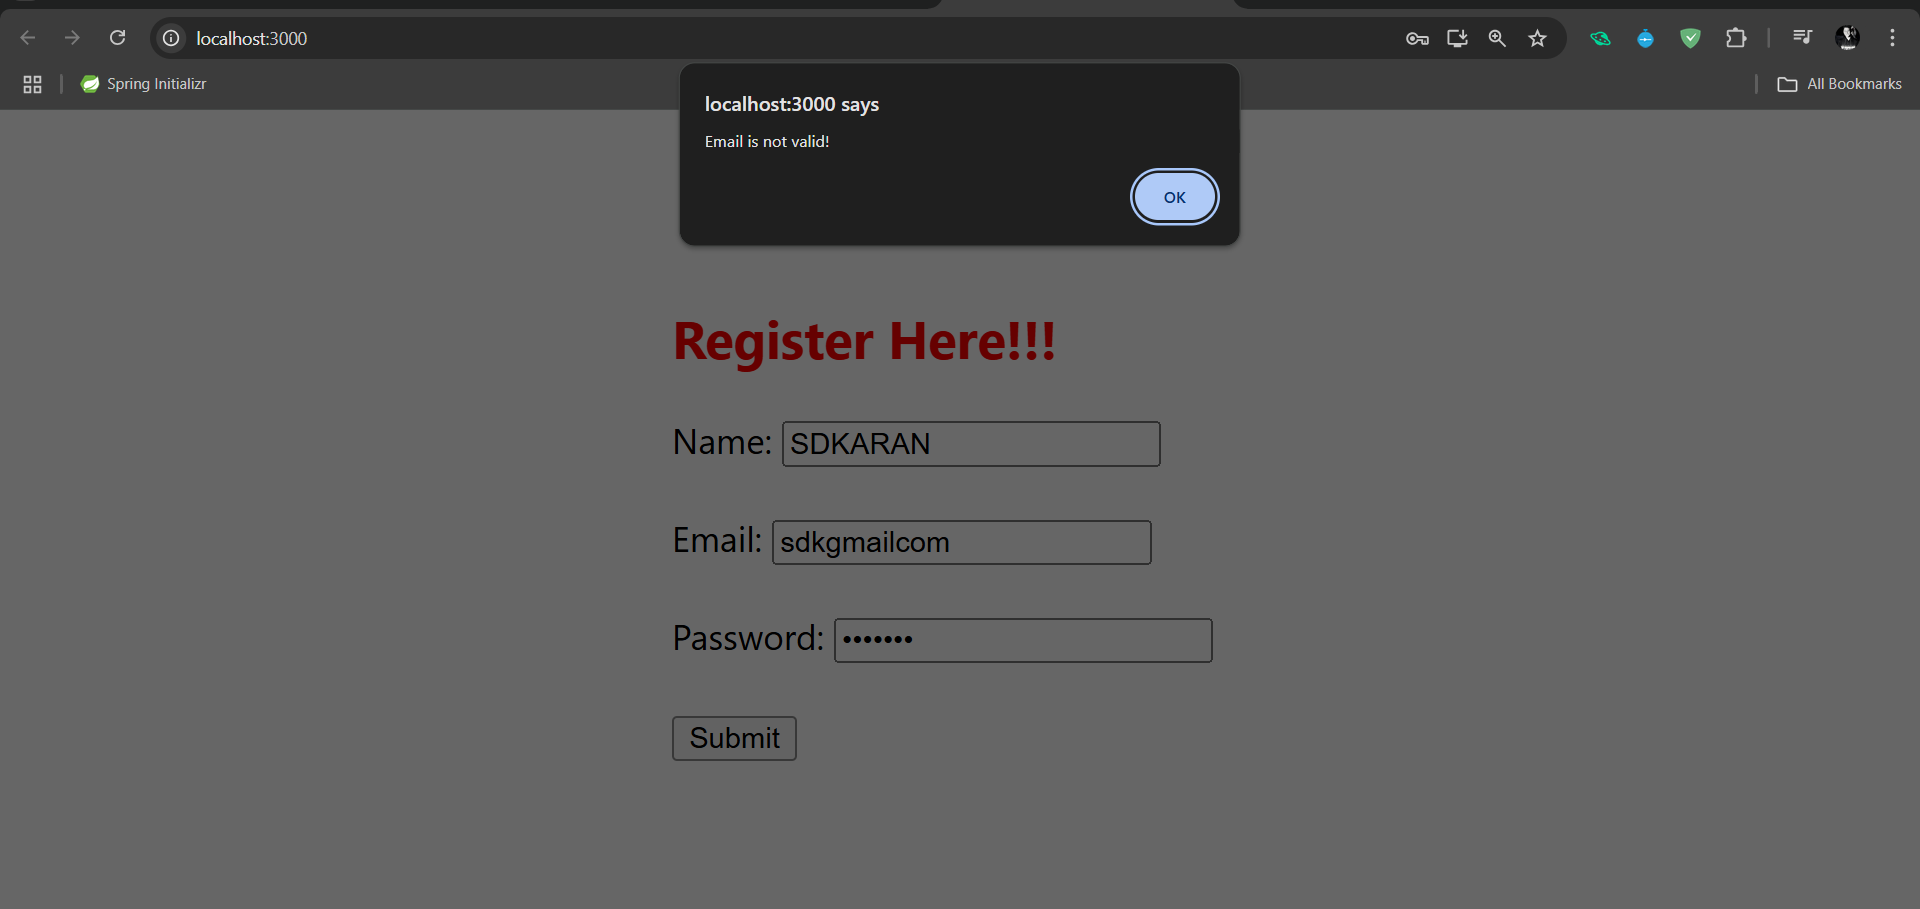 localhost:3000
Spring Initializr
All Bookmarks
localhost:3000 says
Email is not valid!
OK
Register Here!!!
Name: SDKARAN
Email: sdkgmailcom
Password: •••••••
Submit